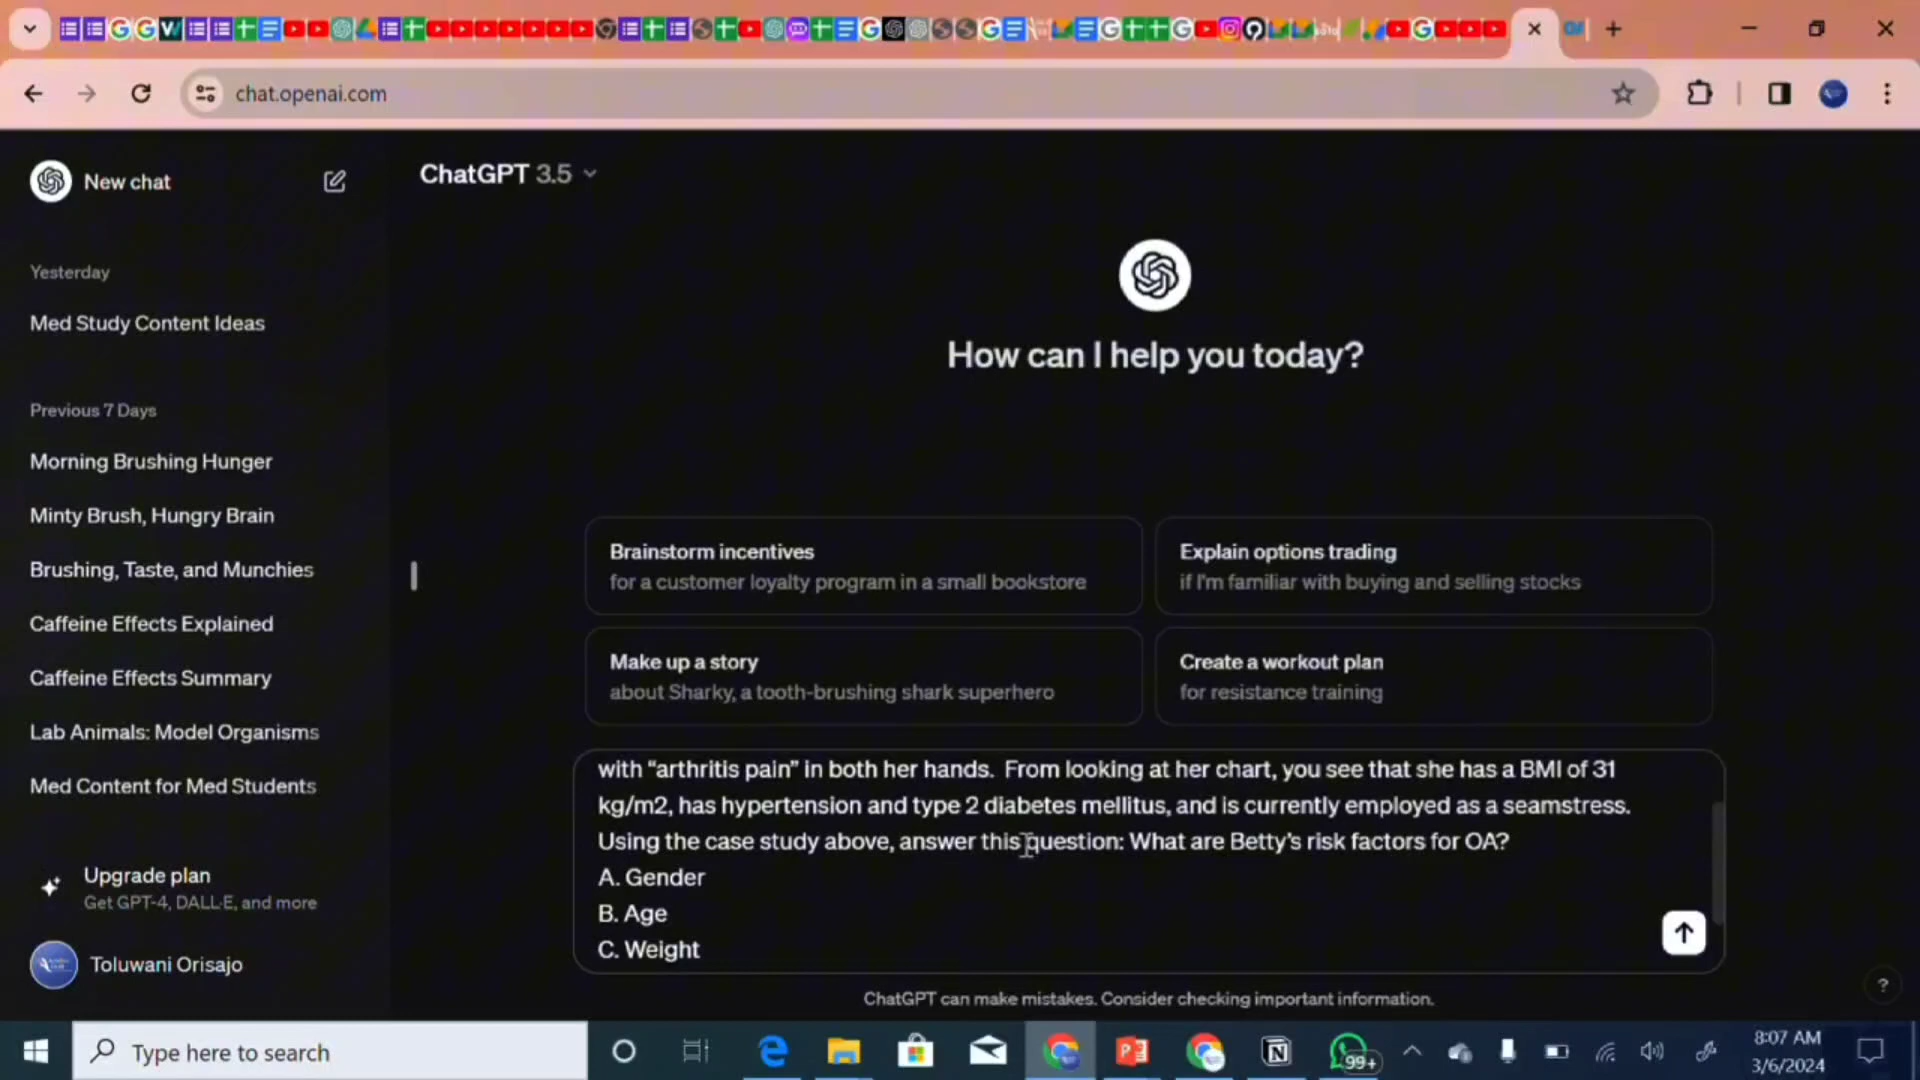 chat.openai.com
New chat
ChatGPT 3.5
Yesterday
Med Study Content Ideas
How can I help you today?
Previous 7 Days
Morning Brushing Hunger
Minty Brush, Hungry Brain
Brushing, Taste, and Munchies
Caffeine Effects Explained
Caffeine Effects Summary
Lab Animals: Model Organisms
Med Content for Med Students
Upgrade plan
Get GPT-4, DALL·E, and more
Toluwani Orisajo
Brainstorm incentives
for a customer loyalty program in a small bookstore
Explain options trading
if I'm familiar with buying and selling stocks
Make up a story
about Sharky, a tooth-brushing shark superhero
Create a workout plan
for resistance training
with “arthritis pain” in both her hands.  From looking at her chart, you see that she has a BMI of 31
kg/m2, has hypertension and type 2 diabetes mellitus, and is currently employed as a seamstress.
Using the case study above, answer this question: What are Betty’s risk factors for OA?
A. Gender
B. Age
C. Weight
ChatGPT can make mistakes. Consider checking important information.
?
Type here to search
99+
8:07 AM
3/6/2024